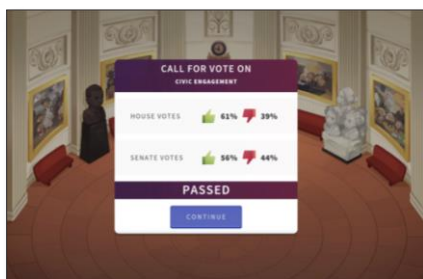 CALL FOR VOTE ON
CIVIC ENGAGEMENT
HOUSE VOTES 61% 39%
SENATE VOTES 56% 44%
PASSED
CONTINUE